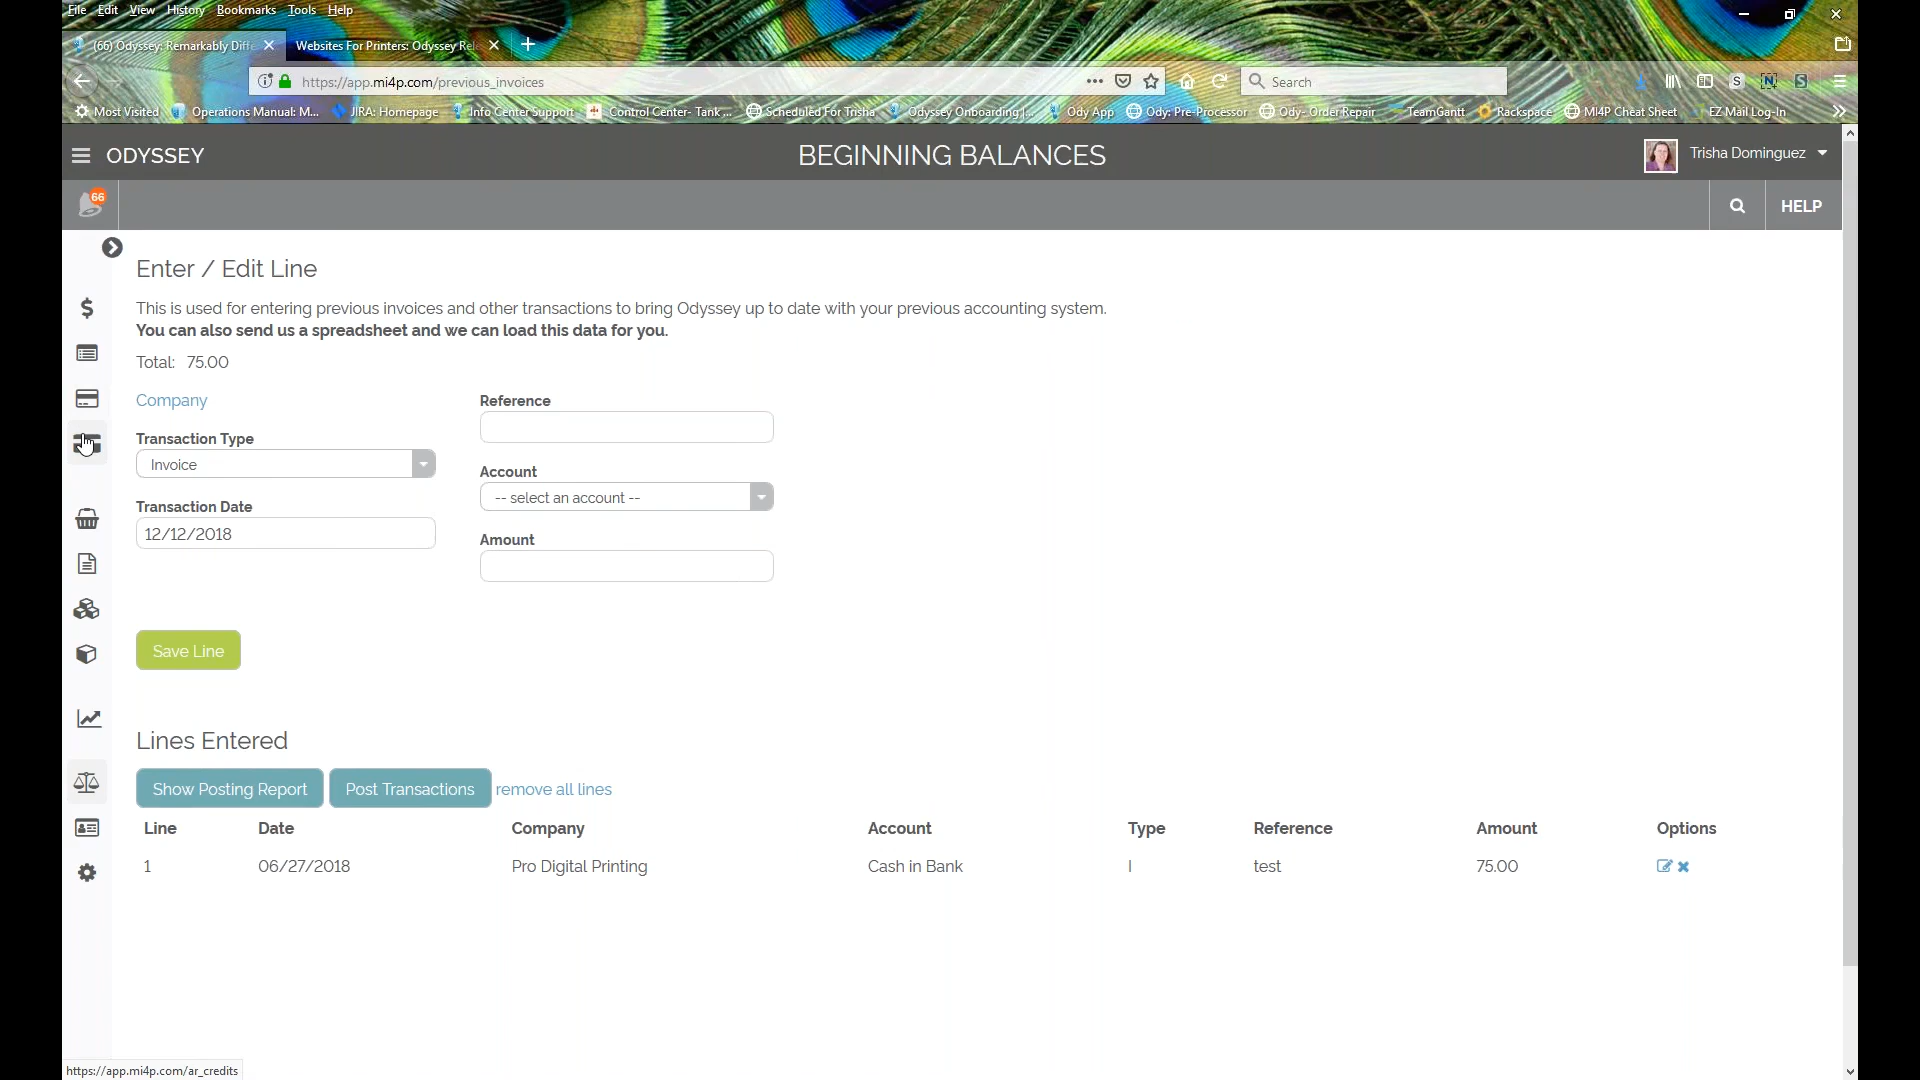 File Edit View History Bookmarks Tools Help
(66) Odyssey: Remarkably Diffe
Websites For Printers: Odyssey Rel
https://app.mi4p.com/previous_invoices
Search
Most Visited Operations Manual: M... JIRA: Homepage Info Center Support Control Center- Tank ... Scheduled For Trisha Odyssey Onboarding |... Ody App Ody: Pre-Processor Ody- Order Repair TeamGantt Rackspace MI4P Cheat Sheet EZ Mail Log-In
ODYSSEY
BEGINNING BALANCES
Trisha Dominguez
66
HELP
Enter / Edit Line
This is used for entering previous invoices and other transactions to bring Odyssey up to date with your previous accounting system.
You can also send us a spreadsheet and we can load this data for you.
Total: 75.00
Company
Transaction Type
Invoice
Transaction Date
12/12/2018
Reference
Account
-- select an account --
Amount
Save Line
Lines Entered
Show Posting Report Post Transactions remove all lines
Line Date Company Account Type Reference Amount Options
1 06/27/2018 Pro Digital Printing Cash in Bank I test 75.00
https://app.mi4p.com/ar_credits